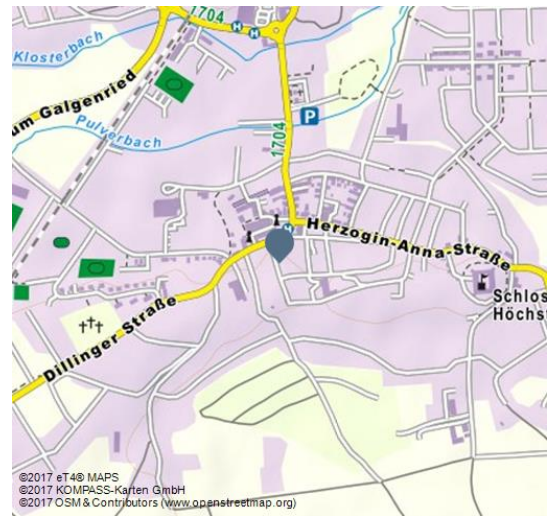 1704
H
H
Klosterbach
um Galgenried
Pulverbach
P
1704
Herzogin-Anna-Straße
H
Schlos
Höchs
Dillinger Straße
©2017 eT4® MAPS
©2017 KOMPASS-Karten GmbH
©2017 OSM & Contributors (www.openstreetmap.org)